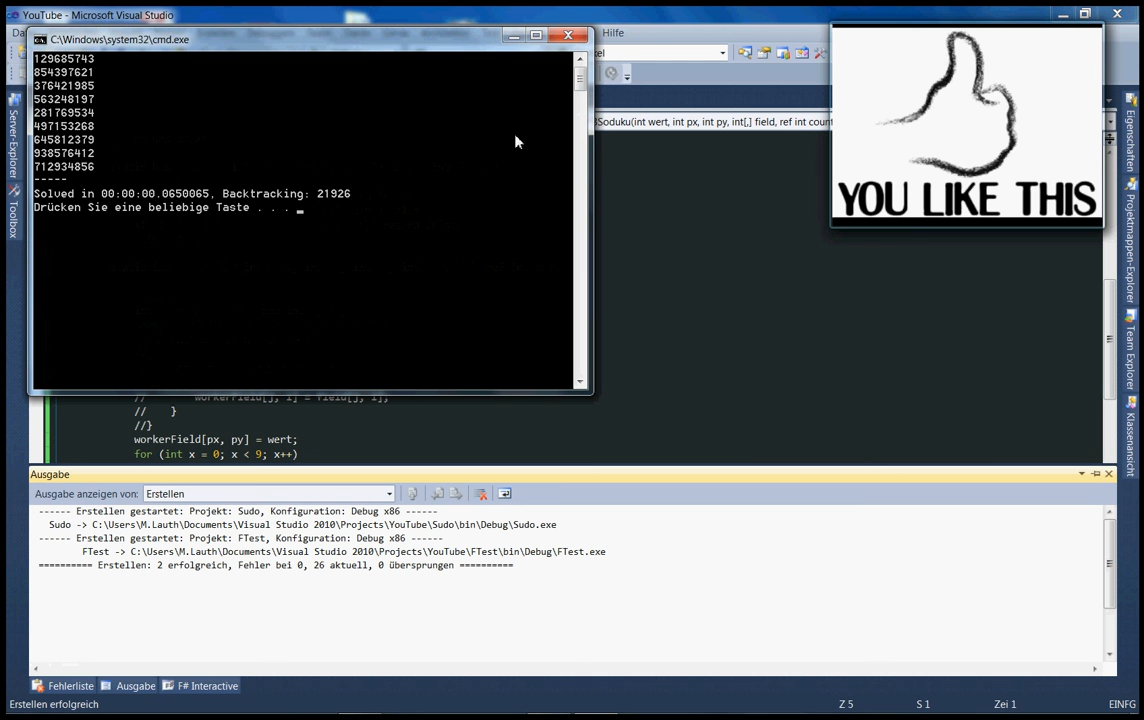 YouTube - Microsoft Visual Studio
C:\Windows\system32\cmd.exe
Hilfe
129685743
854397621
376421985
563248197
281769534
497153268
645812379
938576412
712934856
-----
Solved in 00:00:00.0650065, Backtracking: 21926
Drücken Sie eine beliebige Taste . . . _
Soduku(int wert, int px, int py, int[,] field, ref int count
YOU LIKE THIS
Server-Explorer
Toolbox
Eigenschaften
Projektmappen-Explorer
Team Explorer
Klassenansicht
// workerField[j, i] = field[j, i];
// }
//}
workerField[px, py] = wert;
for (int x = 0; x < 9; x++)
Ausgabe
Ausgabe anzeigen von: Erstellen
------ Erstellen gestartet: Projekt: Sudo, Konfiguration: Debug x86 ------
Sudo -> C:\Users\M.Lauth\Documents\Visual Studio 2010\Projects\YouTube\Sudo\bin\Debug\Sudo.exe
------ Erstellen gestartet: Projekt: FTest, Konfiguration: Debug x86 ------
FTest -> C:\Users\M.Lauth\Documents\Visual Studio 2010\Projects\YouTube\FTest\bin\Debug\FTest.exe
========== Erstellen: 2 erfolgreich, Fehler bei 0, 26 aktuell, 0 übersprungen ==========
Fehlerliste Ausgabe F# Interactive
Erstellen erfolgreich Z 5 S 1 Zei 1 EINFG